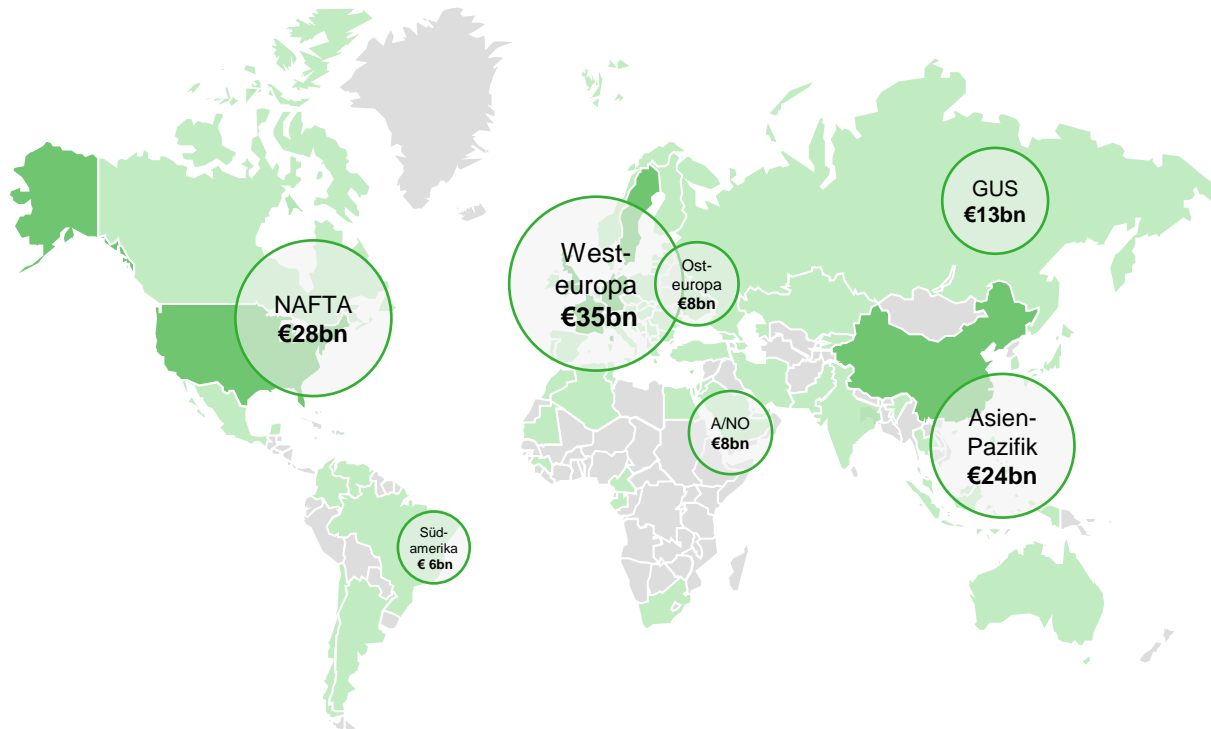 GUS
€13bn
West-
europa
€35bn
Ost-
europa
€8bn
NAFTA
€28bn
A/NO
€8bn
Asien-
Pazifik
€24bn
Süd-
amerika
€ 6bn